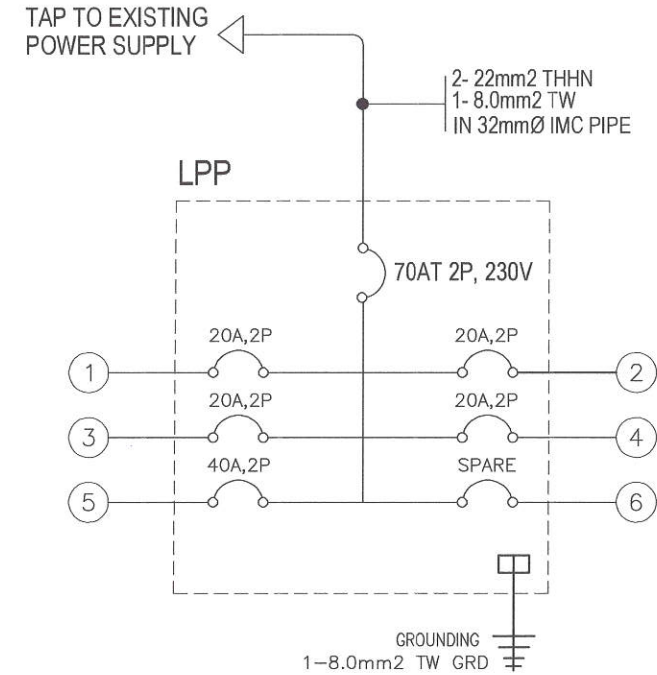 TAP TO EXISTING
POWER SUPPLY
2- 22mm2 THHN
1- 8.0mm2 TW
IN 32mmØ IMC PIPE
LPP
70AT 2P, 230V
20A,2P
20A,2P
1
2
20A,2P
20A,2P
3
4
40A,2P
SPARE
5
6
GROUNDING
1-8.0mm2 TW GRD